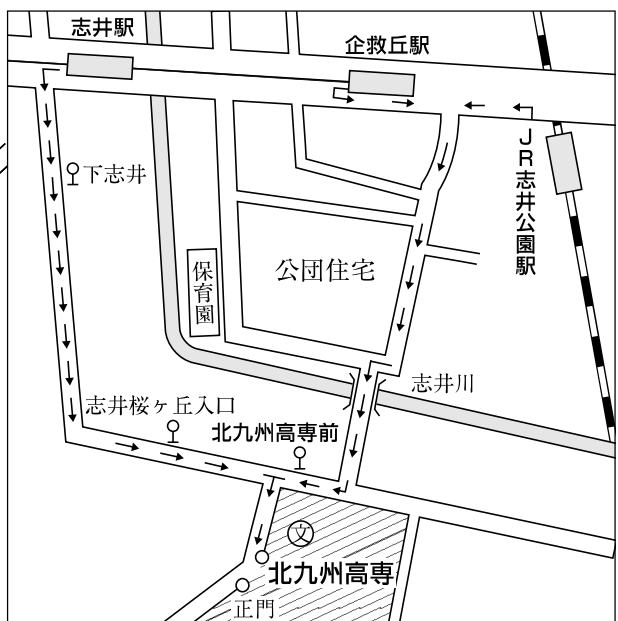 志井駅
企救丘駅
JR志井公園駅
下志井
保育園
公団住宅
志井川
志井桜ヶ丘入口
北九州高専前
文
北九州高専
正門